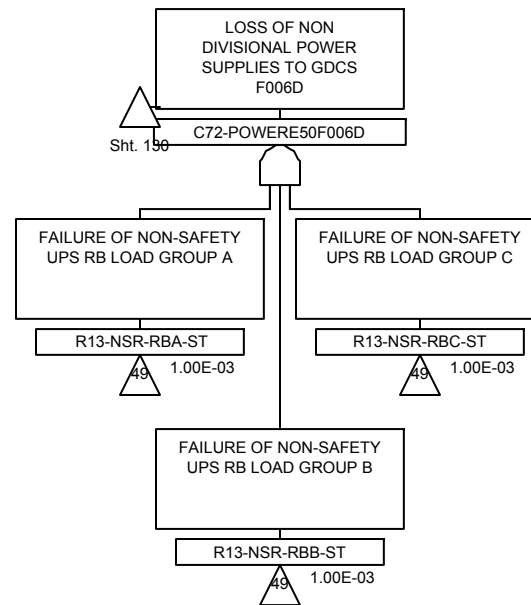 LOSS OF NON
DIVISIONAL POWER
SUPPLIES TO GDCS
F006D
C72-POWERE50F006D
Sht. 130
FAILURE OF NON-SAFETY
UPS RB LOAD GROUP A
R13-NSR-RBA-ST
49
1.00E-03
FAILURE OF NON-SAFETY
UPS RB LOAD GROUP C
R13-NSR-RBC-ST
49
1.00E-03
FAILURE OF NON-SAFETY
UPS RB LOAD GROUP B
R13-NSR-RBB-ST
49
1.00E-03